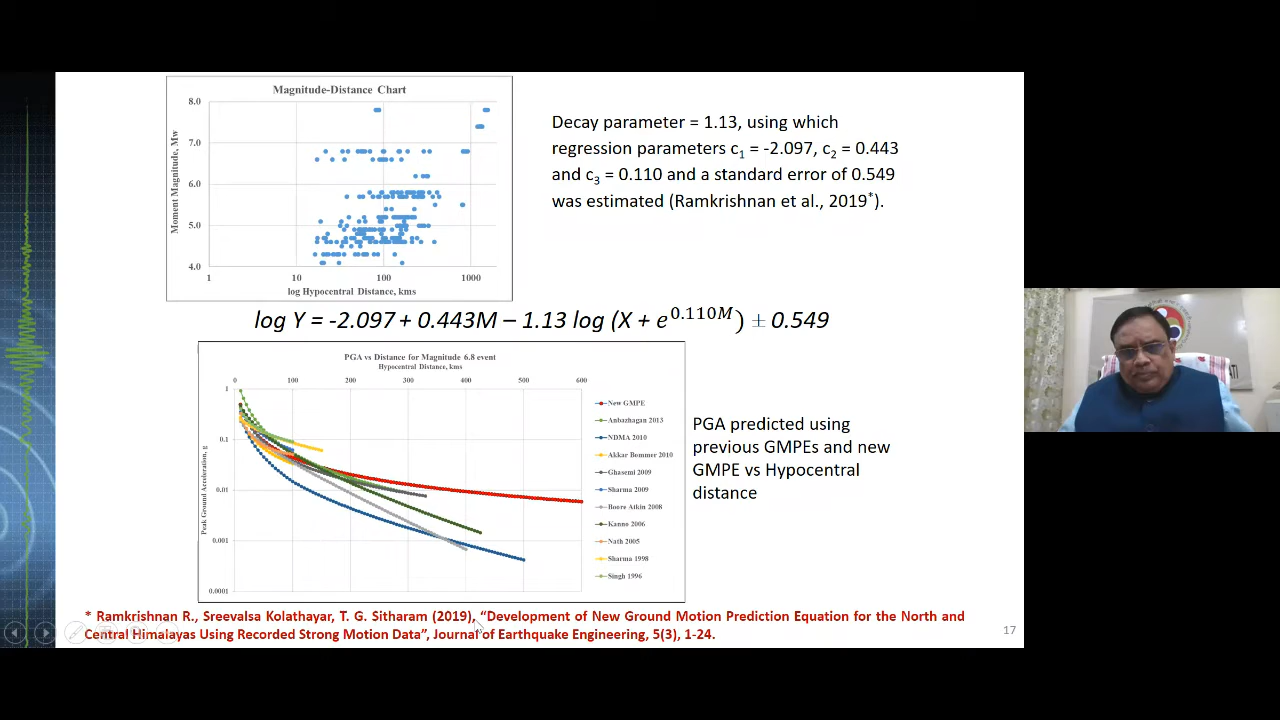 Magnitude-Distance Chart
8.0
7.0
6.0
5.0
4.0
Moment Magnitude, Mw
1 10 100 1000
log Hypocentral Distance, kms
Decay parameter = 1.13, using which
regression parameters c1 = -2.097, c2 = 0.443
and c3 = 0.110 and a standard error of 0.549
was estimated (Ramkrishnan et al., 2019*).
log Y = -2.097 + 0.443M – 1.13 log (X + e^0.110M) ± 0.549
PGA vs Distance for Magnitude 6.8 event
Hypocentral Distance, kms
0 100 200 300 400 500 600
1
0.1
0.01
0.001
0.0001
Peak Ground Acceleration, g
New GMPE
Anbazhagan 2013
NDMA 2010
Akkar Bommer 2010
Ghasemi 2009
Sharma 2009
Boore Atkin 2008
Kanno 2006
Nath 2005
Sharma 1998
Singh 1996
PGA predicted using
previous GMPEs and new
GMPE vs Hypocentral
distance
* Ramkrishnan R., Sreevalsa Kolathayar, T. G. Sitharam (2019), “Development of New Ground Motion Prediction Equation for the North and
Central Himalayas Using Recorded Strong Motion Data”, Journal of Earthquake Engineering, 5(3), 1-24.
17